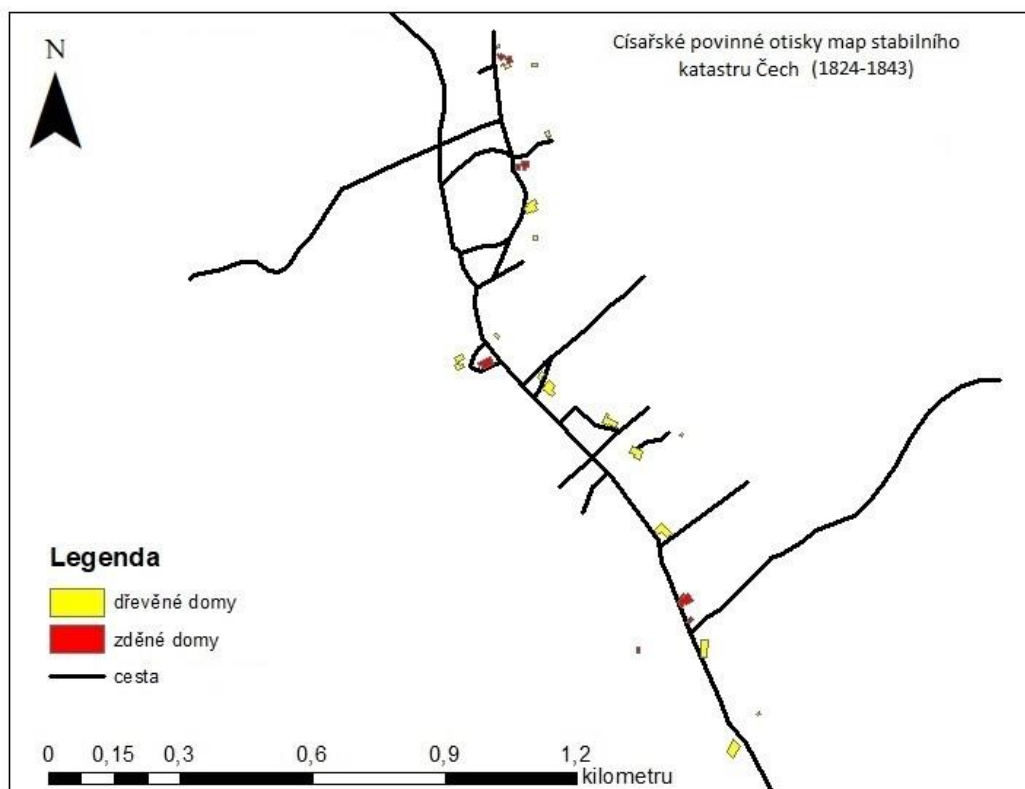 N
Císařské povinné otisky map stabilního
katastru Čech (1824-1843)
Legenda
dřevěné domy
zděné domy
cesta
0 0,15 0,3 0,6 0,9 1,2
kilometru